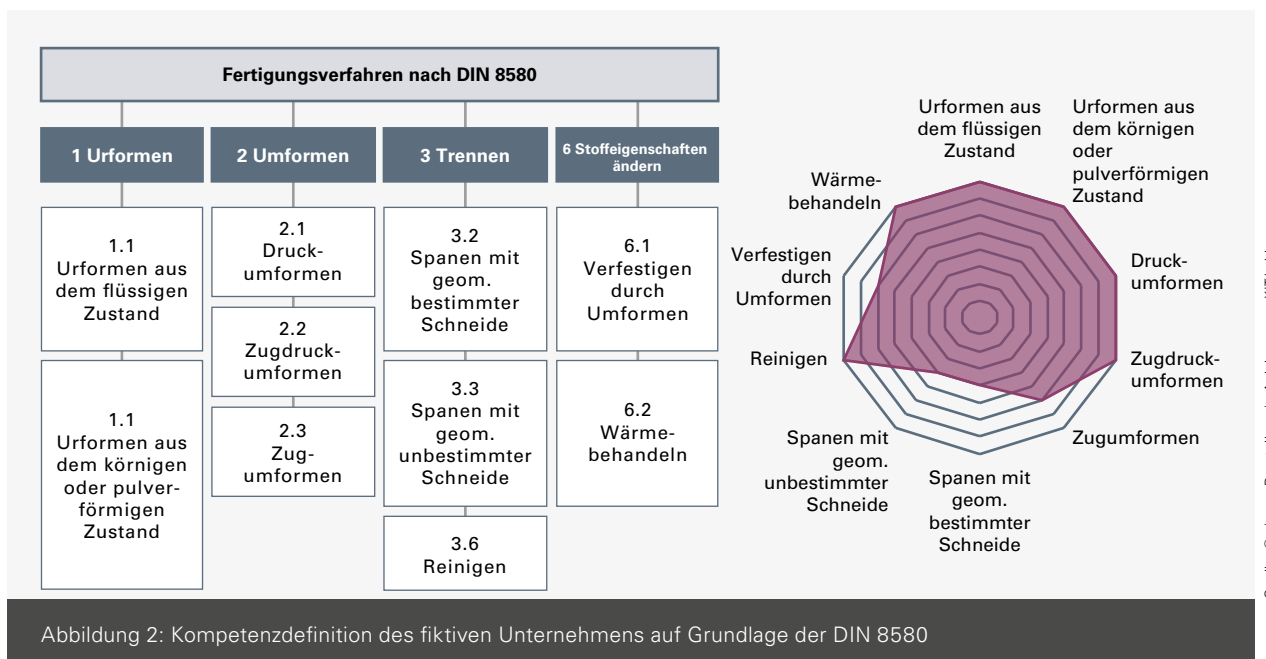 Fertigungsverfahren nach DIN 8580
1 Urformen
2 Umformen
3 Trennen
6 Stoffeigenschaften
ändern
1.1
Urformen aus
dem flüssigen
Zustand
1.1
Urformen aus
dem körnigen
oder pulver-
förmigen
Zustand
2.1
Druck-
umformen
2.2
Zugdruck-
umformen
2.3
Zug-
umformen
3.2
Spanen mit
geom.
bestimmter
Schneide
3.3
Spanen mit
geom.
unbestimmter
Schneide
3.6
Reinigen
6.1
Verfestigen
durch
Umformen
6.2
Wärme-
behandeln
Urformen aus
dem flüssigen
Zustand
Urformen aus
dem körnigen
oder
pulverförmigen
Zustand
Druck-
umformen
Zugdruck-
umformen
Zugumformen
Spanen mit
geom.
bestimmter
Schneide
Spanen mit
geom.
unbestimmter
Schneide
Reinigen
Verfestigen
durch
Umformen
Wärme-
behandeln
Abbildung 2: Kompetenzdefinition des fiktiven Unternehmens auf Grundlage der DIN 8580